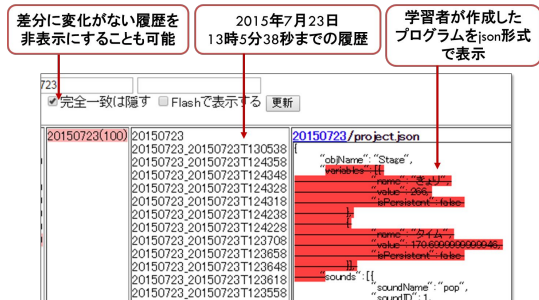 差分に変化がない履歴を
非表示にすることも可能
2015年7月23日
13時5分38秒までの履歴
学習者が作成した
プログラムをjson形式
で表示
723
完全一致は隠す
Flashで表示する
更新
20150723(100)
20150723
20150723_20150723T130538
20150723_20150723T124358
20150723_20150723T124348
20150723_20150723T124328
20150723_20150723T124318
20150723_20150723T124238
20150723_20150723T124228
20150723_20150723T123708
20150723_20150723T123658
20150723_20150723T123648
20150723_20150723T123618
20150723_20150723T123558
20150723/project.json
{
"objName": "Stage",
"variables": [{
"name": "きょり",
"value": 266,
"isPersistent": false
},
{
"name": "タイム",
"value": 170.6999999999946,
"isPersistent": false
}],
"sounds": [{
"soundName": "pop",
"soundID": 1,